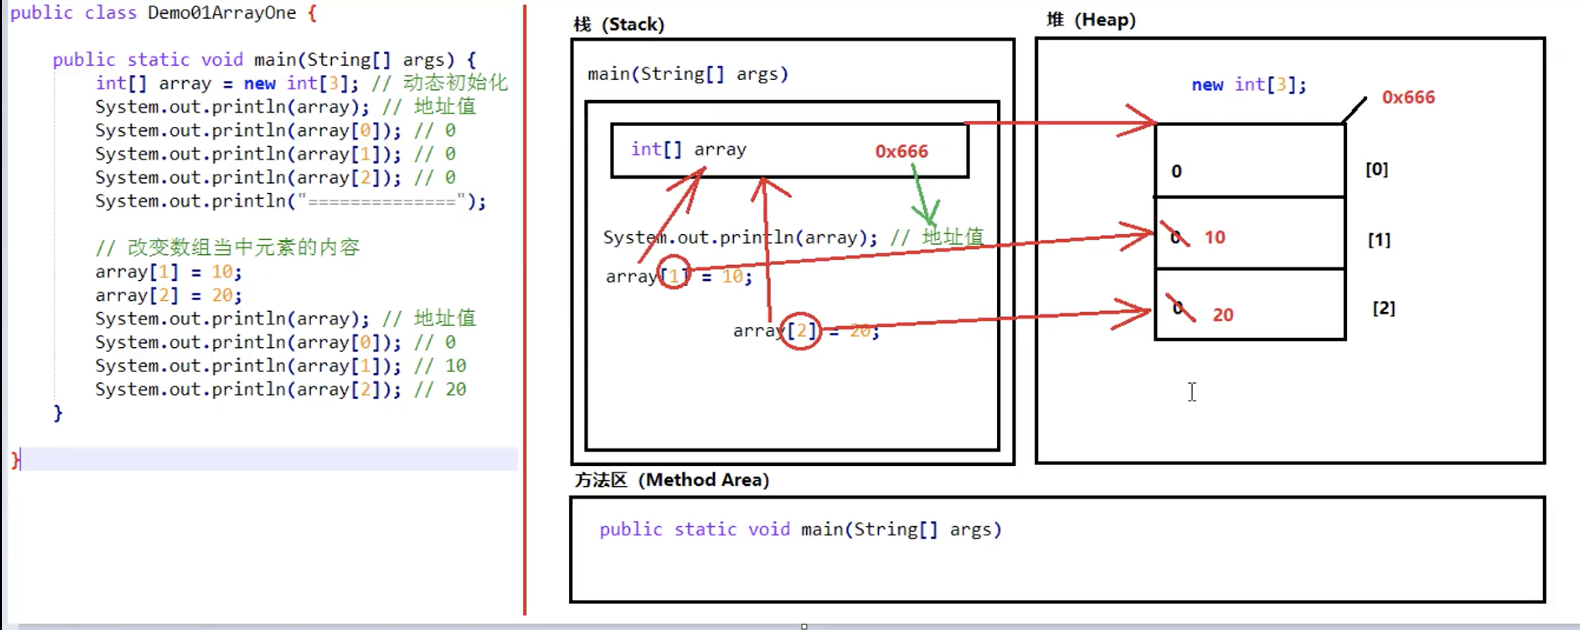 public class Demo01ArrayOne {
public static void main(String[] args) {
int[] array = new int[3]; // 动态初始化
System.out.println(array); // 地址值
System.out.println(array[0]); // 0
System.out.println(array[1]); // 0
System.out.println(array[2]); // 0
System.out.println("==============");
// 改变数组当中元素的内容
array[1] = 10;
array[2] = 20;
System.out.println(array); // 地址值
System.out.println(array[0]); // 0
System.out.println(array[1]); // 10
System.out.println(array[2]); // 20
}
}
栈（Stack）
main(String[] args)
int[] array 0x666
System.out.println(array); // 地址值
array[1] = 10;
array[2] = 20;
堆（Heap）
new int[3];
0x666
0 [0]
0 10 [1]
0 20 [2]
方法区（Method Area）
public static void main(String[] args)